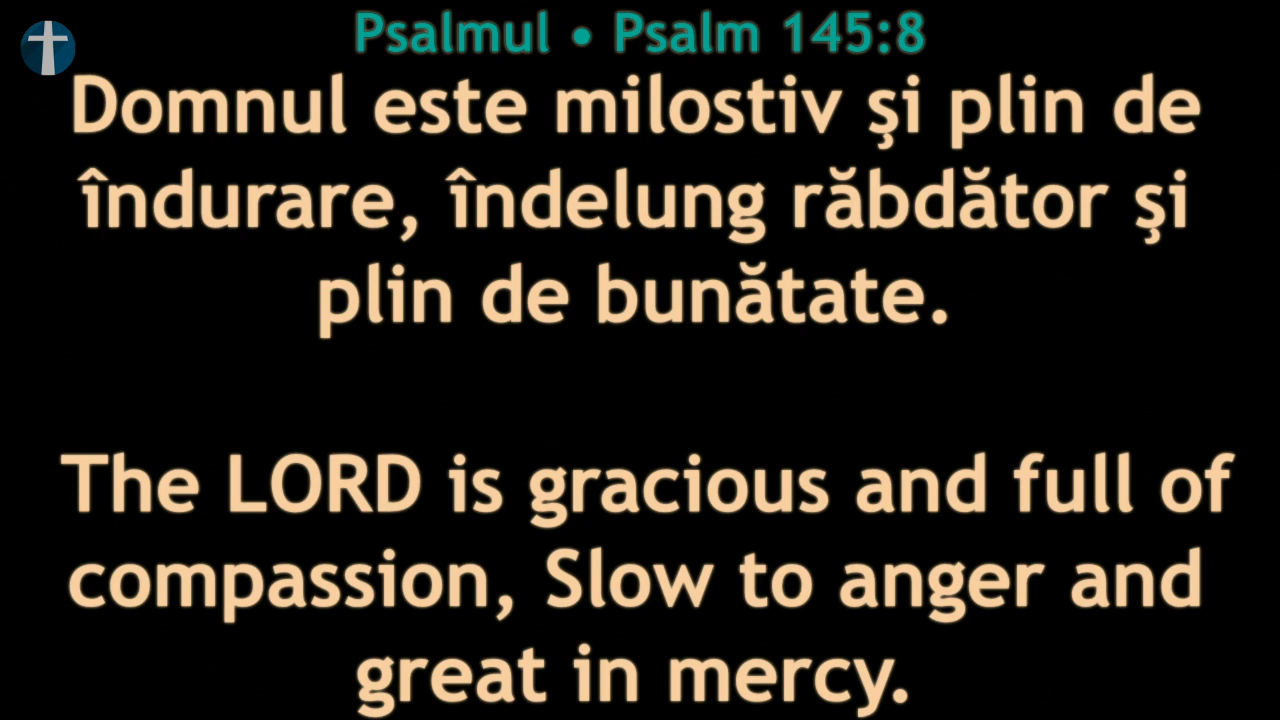 Psalmul • Psalm 145:8
Domnul este milostiv şi plin de
îndurare, îndelung răbdător şi
plin de bunătate.
The LORD is gracious and full of
compassion, Slow to anger and
great in mercy.